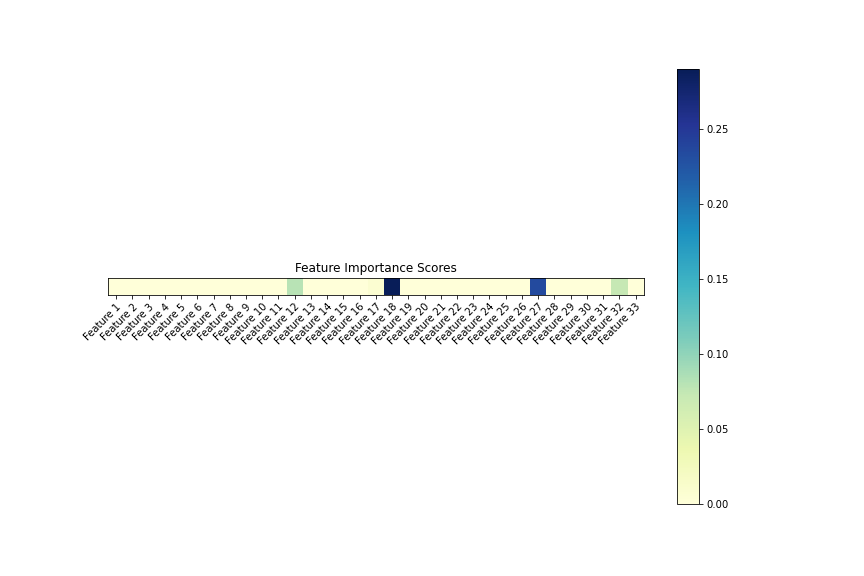 Feature Importance Scores
Feature 1
Feature 2
Feature 3
Feature 4
Feature 5
Feature 6
Feature 7
Feature 8
Feature 9
Feature 10
Feature 11
Feature 12
Feature 13
Feature 14
Feature 15
Feature 16
Feature 17
Feature 18
Feature 19
Feature 20
Feature 21
Feature 22
Feature 23
Feature 24
Feature 25
Feature 26
Feature 27
Feature 28
Feature 29
Feature 30
Feature 31
Feature 32
Feature 33
0.25
0.20
0.15
0.10
0.05
0.00